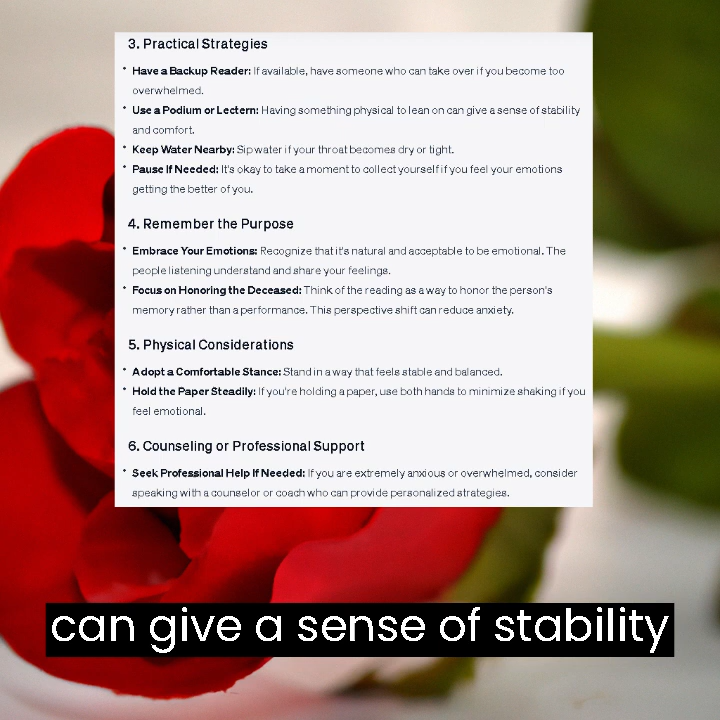 3. Practical Strategies
• Have a Backup Reader: If available, have someone who can take over if you become too
overwhelmed.
• Use a Podium or Lectern: Having something physical to lean on can give a sense of stability
and comfort.
• Keep Water Nearby: Sip water if your throat becomes dry or tight.
• Pause If Needed: It's okay to take a moment to collect yourself if you feel your emotions
getting the better of you.
4. Remember the Purpose
• Embrace Your Emotions: Recognize that it's natural and acceptable to be emotional. The
people listening understand and share your feelings.
• Focus on Honoring the Deceased: Think of the reading as a way to honor the person's
memory rather than a performance. This perspective shift can reduce anxiety.
5. Physical Considerations
• Adopt a Comfortable Stance: Stand in a way that feels stable and balanced.
• Hold the Paper Steadily: If you're holding a paper, use both hands to minimize shaking if you
feel emotional.
6. Counseling or Professional Support
• Seek Professional Help If Needed: If you are extremely anxious or overwhelmed, consider
speaking with a counselor or coach who can provide personalized strategies.
can give a sense of stability